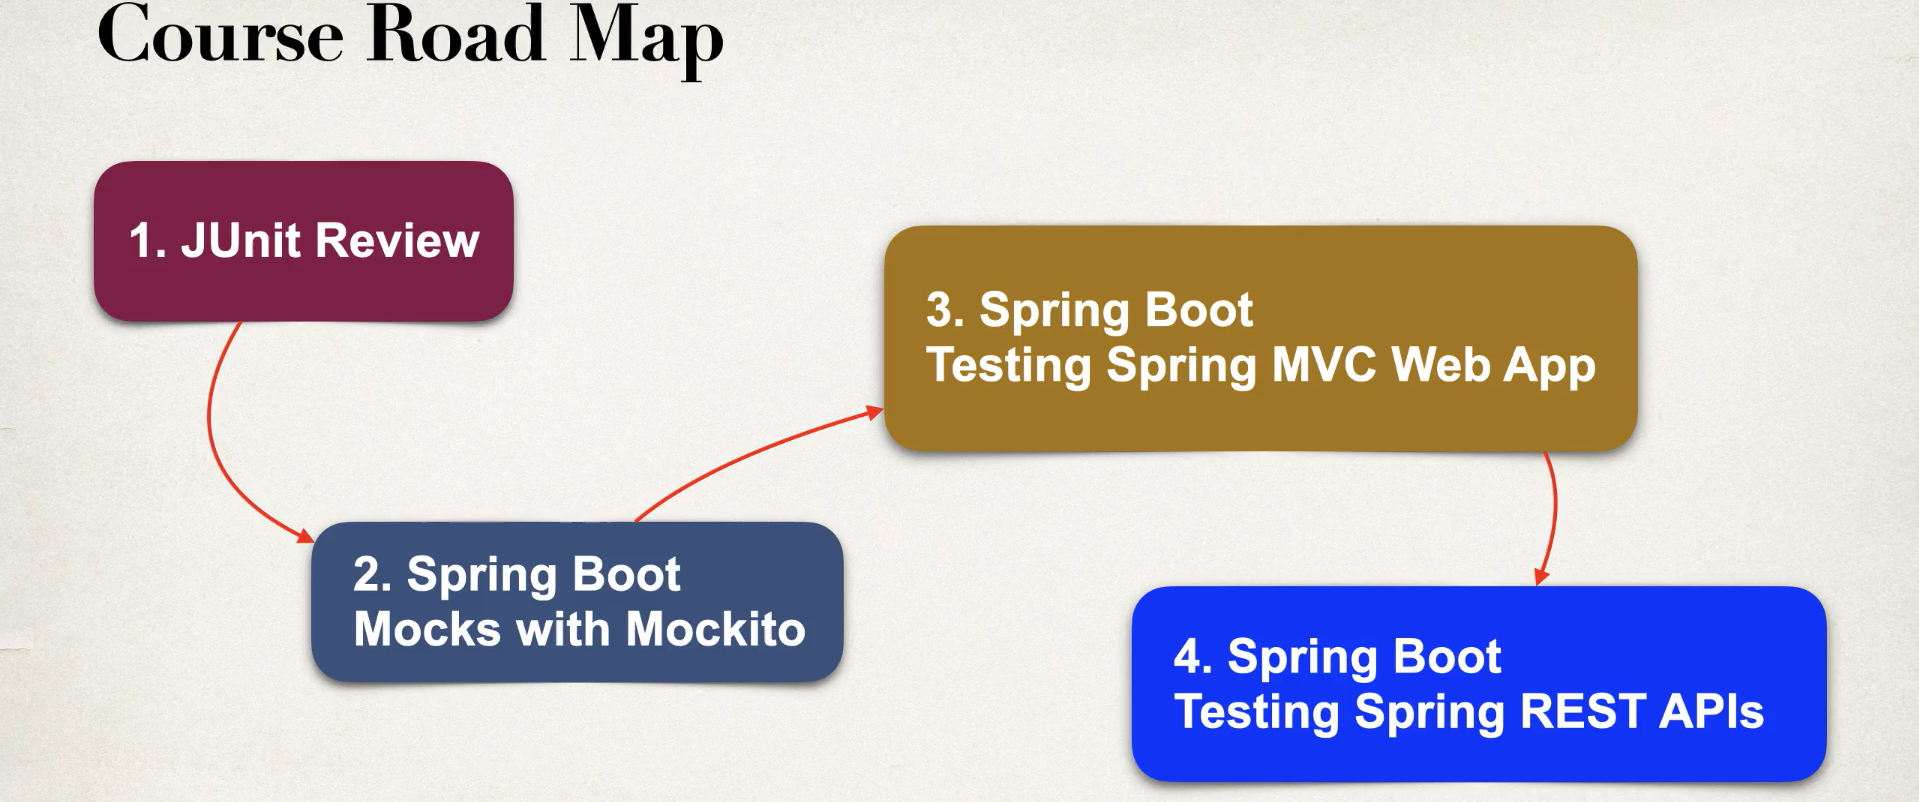 Course Road Map
1. JUnit Review
2. Spring Boot
Mocks with Mockito
3. Spring Boot
Testing Spring MVC Web App
4. Spring Boot
Testing Spring REST APIs